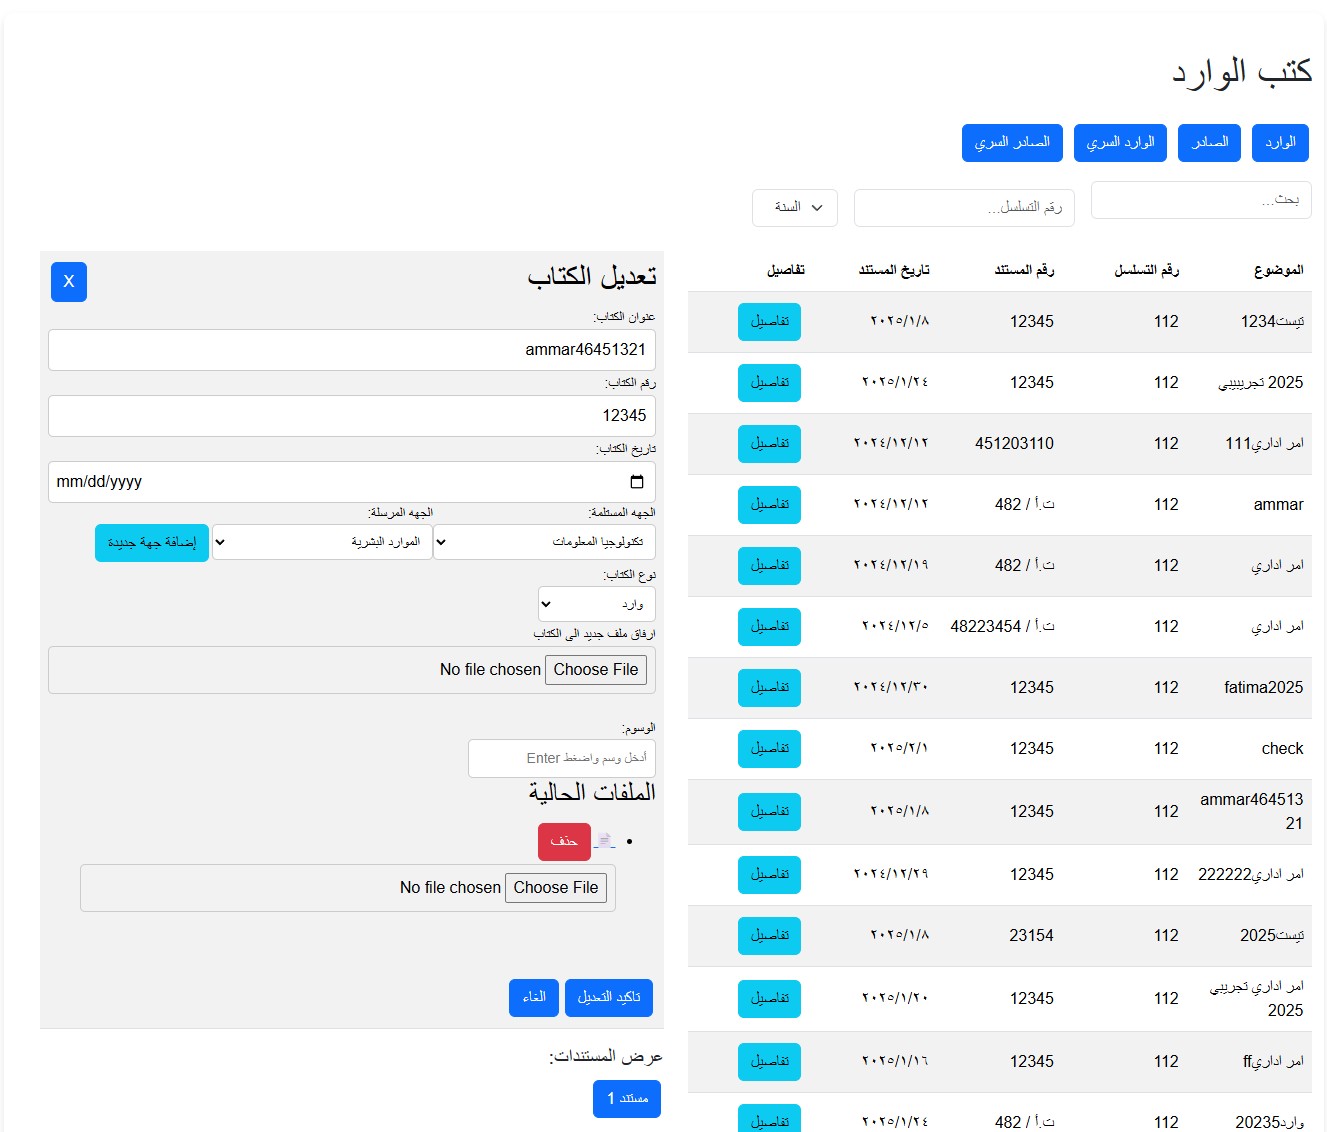 كتب الوارد
الوارد الصادر الوارد السري الصادر السري
بحث... رقم التسلسل... السنة
الموضوع رقم التسلسل رقم المستند تاريخ المستند تفاصيل
تيست1234 112 12345 ٢٠٢٥/١/٨ تفاصيل
2025 تجريبيبي 112 12345 ٢٠٢٥/١/٢٤ تفاصيل
امر اداري111 112 451203110 ٢٠٢٤/١٢/١٢ تفاصيل
ammar 112 ت.أ / 482 ٢٠٢٤/١٢/١٢ تفاصيل
امر اداري 112 ت.أ / 482 ٢٠٢٤/١٢/١٩ تفاصيل
امر اداري 112 ت.أ / 48223454 ٢٠٢٤/١٢/٥ تفاصيل
fatima2025 112 12345 ٢٠٢٤/١٢/٣٠ تفاصيل
check 112 12345 ٢٠٢٥/٢/١ تفاصيل
ammar464513
21 112 12345 ٢٠٢٥/١/٨ تفاصيل
امر اداري222222 112 12345 ٢٠٢٤/١٢/٢٩ تفاصيل
تيست2025 112 23154 ٢٠٢٥/١/٨ تفاصيل
امر اداري تجريبي
2025 112 12345 ٢٠٢٥/١/٢٠ تفاصيل
امر اداريff 112 12345 ٢٠٢٥/١/١٦ تفاصيل
وارد20235 112 ت.أ / 482 ٢٠٢٥/١/٢٤ تفاصيل
تعديل الكتاب X
عنوان الكتاب:
ammar46451321
رقم الكتاب:
12345
تاريخ الكتاب:
mm/dd/yyyy
الجهه المستلمة: الجهه المرسلة:
تكنولوجيا المعلومات الموارد البشرية إضافة جهة جديدة
نوع الكتاب:
وارد
ارفاق ملف جديد الى الكتاب
Choose File No file chosen
الوسوم:
أدخل وسم واضغط Enter
الملفات الحالية
حذف
Choose File No file chosen
تاكيد التعديل الغاء
عرض المستندات:
مستند 1